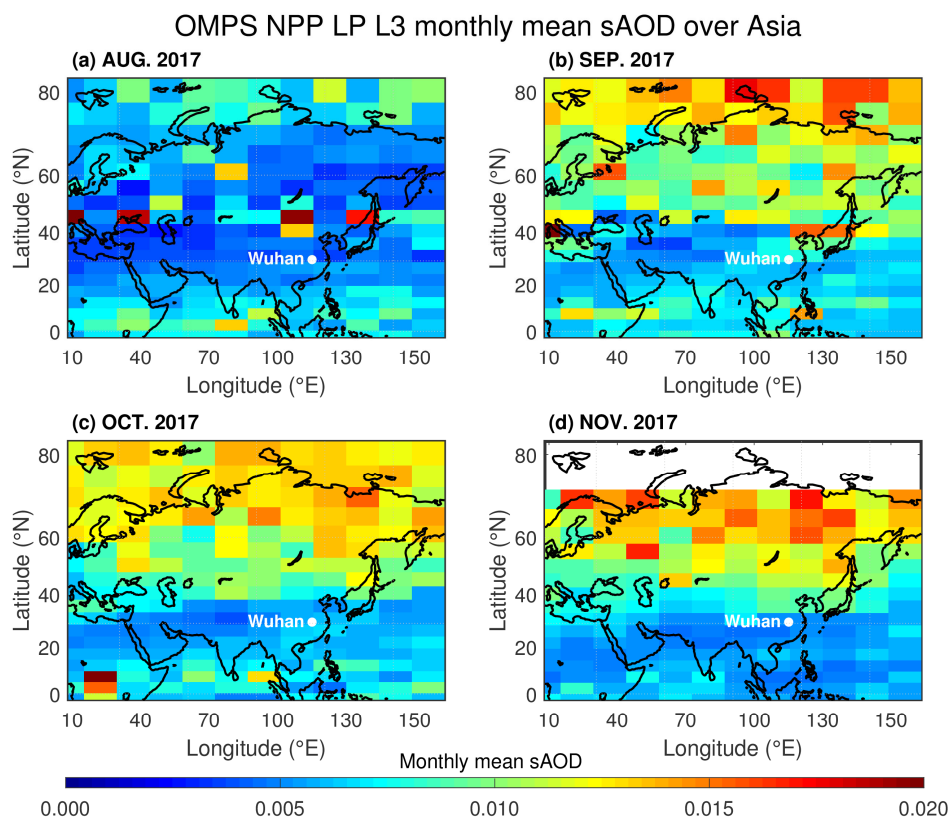 OMPS NPP LP L3 monthly mean sAOD over Asia
(a) AUG. 2017
(b) SEP. 2017
80
60
40
20
0
Latitude (°N)
Wuhan
10 40 70 100 130 150
Longitude (°E)
80
60
40
20
0
Latitude (°N)
Wuhan
10 40 70 100 130 150
Longitude (°E)
(c) OCT. 2017
(d) NOV. 2017
80
60
40
20
0
Latitude (°N)
Wuhan
10 40 70 100 130 150
Longitude (°E)
80
60
40
20
0
Latitude (°N)
Wuhan
10 40 70 100 130 150
Longitude (°E)
Monthly mean sAOD
0.000 0.005 0.010 0.015 0.020